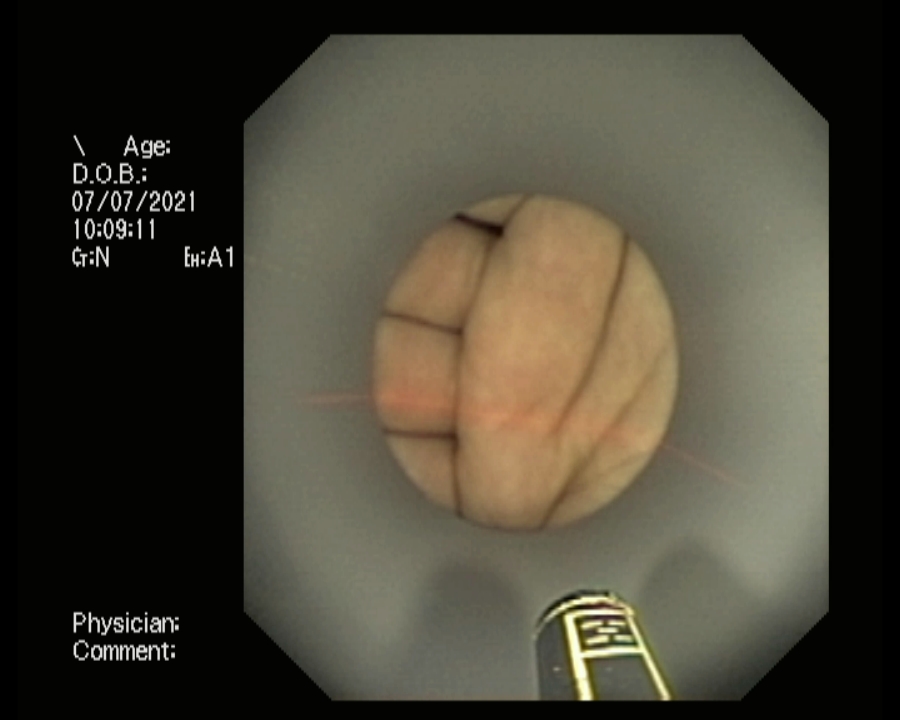 \ Age:
D.O.B.:
07/07/2021
10:09:11
Cr:N EH:A1
Physician:
Comment: